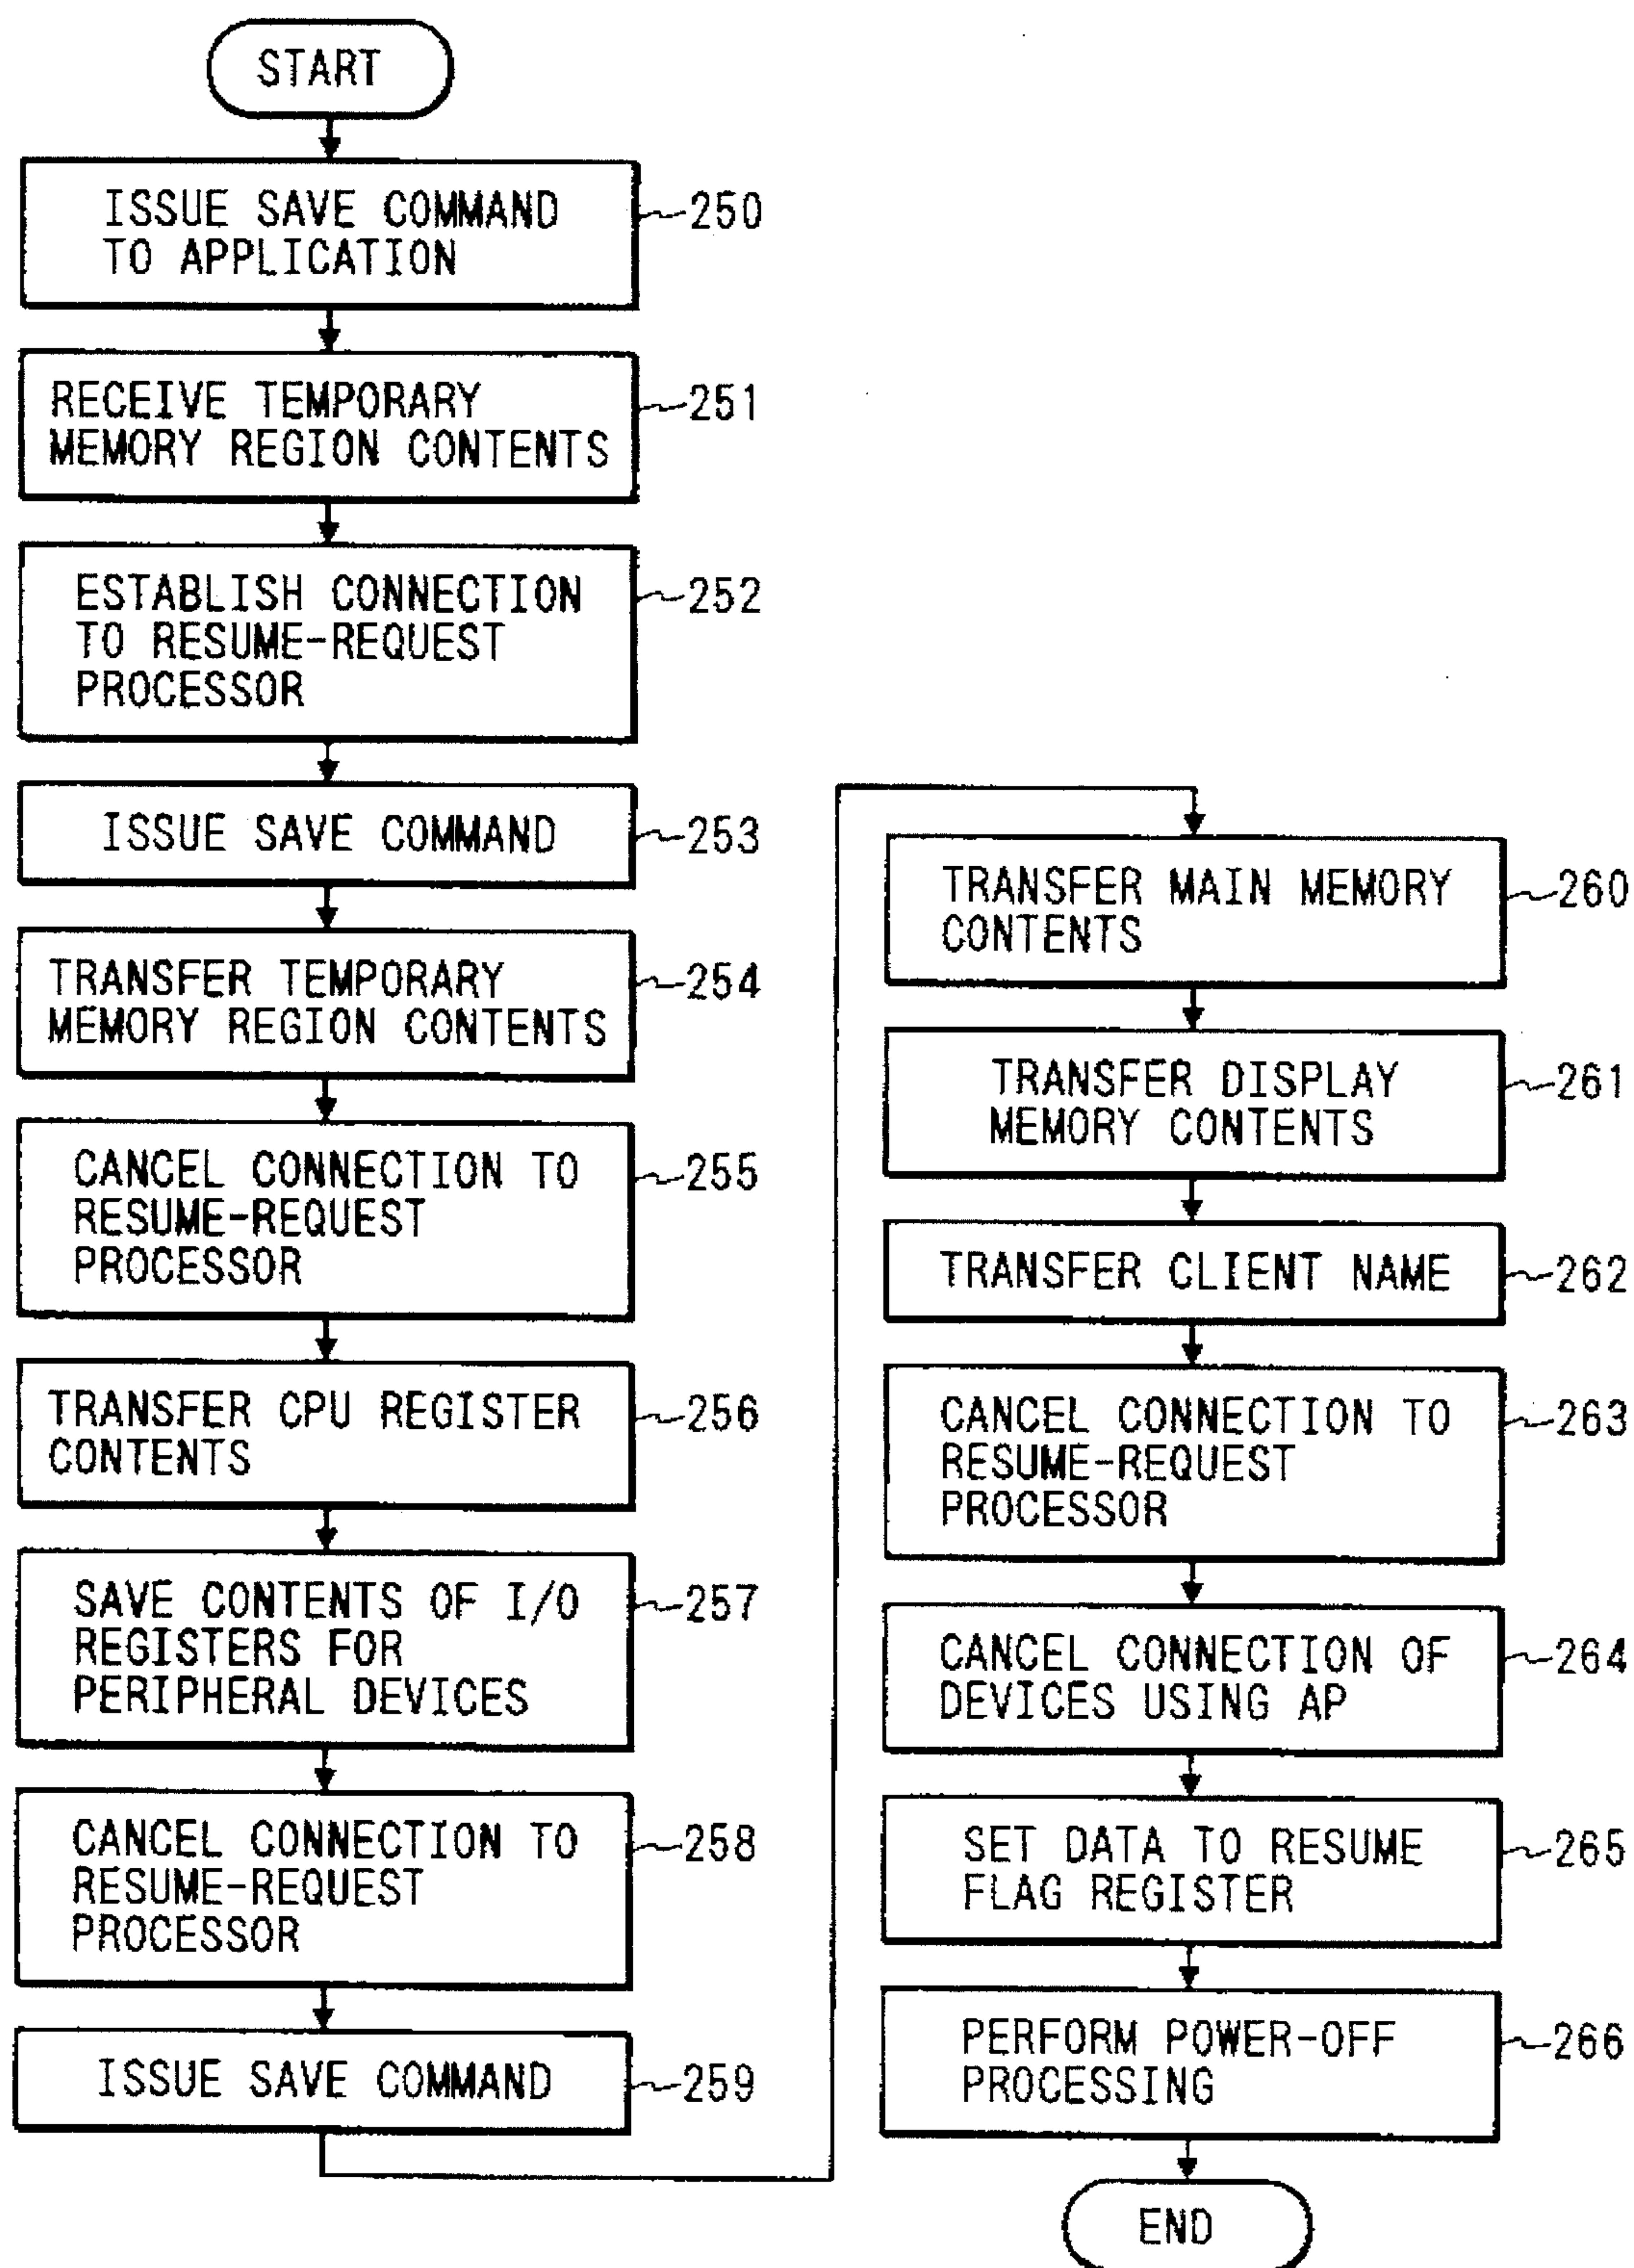 START
ISSUE SAVE COMMAND
TO APPLICATION
250
RECEIVE TEMPORARY
MEMORY REGION CONTENTS
251
ESTABLISH CONNECTION
TO RESUME-REQUEST
PROCESSOR
252
ISSUE SAVE COMMAND
253
TRANSFER TEMPORARY
MEMORY REGION CONTENTS
254
CANCEL CONNECTION TO
RESUME-REQUEST
PROCESSOR
255
TRANSFER CPU REGISTER
CONTENTS
256
SAVE CONTENTS OF I/O
REGISTERS FOR
PERIPHERAL DEVICES
257
CANCEL CONNECTION TO
RESUME-REQUEST
PROCESSOR
258
ISSUE SAVE COMMAND
259
TRANSFER MAIN MEMORY
CONTENTS
260
TRANSFER DISPLAY
MEMORY CONTENTS
261
TRANSFER CLIENT NAME
262
CANCEL CONNECTION TO
RESUME-REQUEST
PROCESSOR
263
CANCEL CONNECTION OF
DEVICES USING AP
264
SET DATA TO RESUME
FLAG REGISTER
265
PERFORM POWER-OFF
PROCESSING
266
END